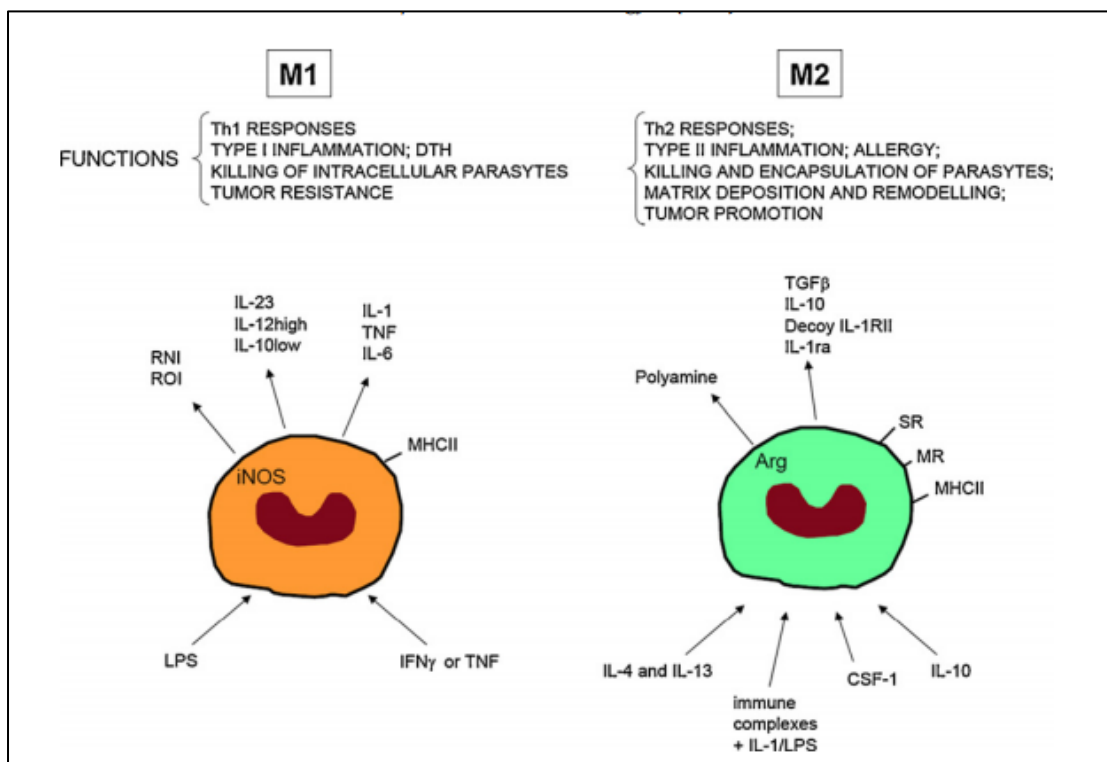 M1
M2
FUNCTIONS
Th1 RESPONSES
TYPE I INFLAMMATION; DTH
KILLING OF INTRACELLULAR PARASYTES
TUMOR RESISTANCE
Th2 RESPONSES;
TYPE II INFLAMMATION; ALLERGY;
KILLING AND ENCAPSULATION OF PARASYTES;
MATRIX DEPOSITION AND REMODELLING;
TUMOR PROMOTION
RNI
ROI
IL-23
IL-12high
IL-10low
IL-1
TNF
IL-6
MHCII
iNOS
LPS
IFNγ or TNF
Polyamine
TGFβ
IL-10
Decoy IL-1RII
IL-1ra
SR
MR
MHCII
Arg
IL-4 and IL-13
immune
complexes
+ IL-1/LPS
CSF-1
IL-10